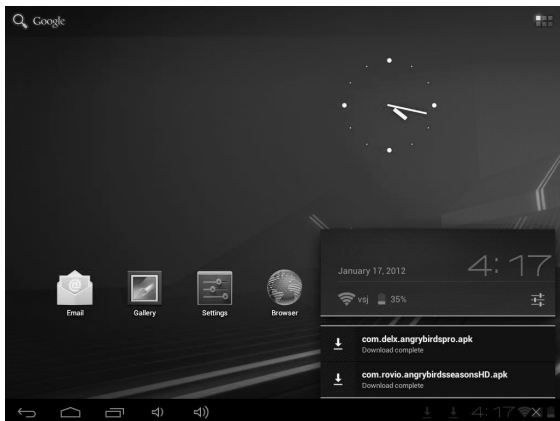 Google
January 17, 2012
4:17
vsj
35%
Email
Gallery
Settings
Browser
com.delx.angrybirdspro.apk
Download complete
com.rovio.angrybirdsseasonsHD.apk
Download complete
4:17